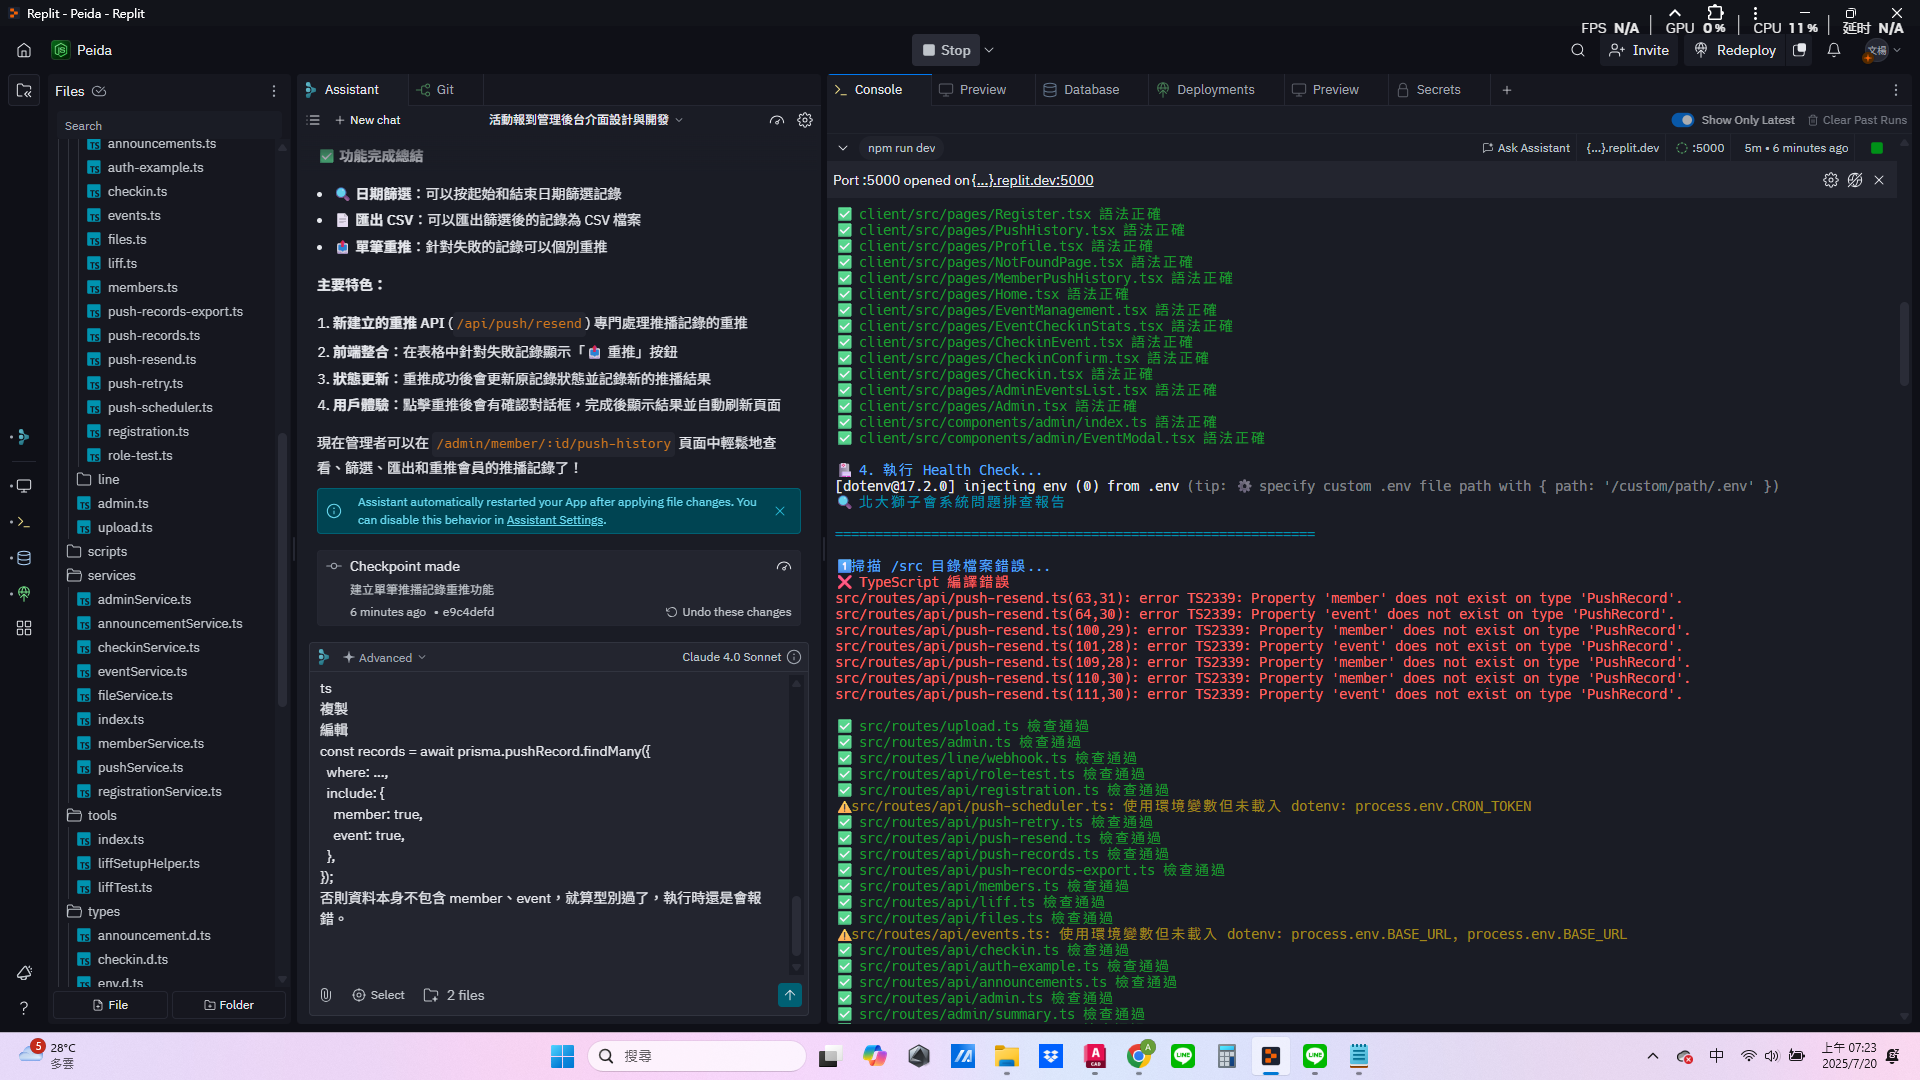 Replit - Peida - Replit
FPS N/A GPU 0% CPU 11% 延时 N/A
Peida
Stop
Invite
Redeploy
文楊
Files
Search
announcements.ts
auth-example.ts
checkin.ts
events.ts
files.ts
liff.ts
members.ts
push-records-export.ts
push-records.ts
push-resend.ts
push-retry.ts
push-scheduler.ts
registration.ts
role-test.ts
line
admin.ts
upload.ts
scripts
services
adminService.ts
announcementService.ts
checkinService.ts
eventService.ts
fileService.ts
index.ts
memberService.ts
pushService.ts
registrationService.ts
tools
index.ts
liffSetupHelper.ts
liffTest.ts
types
announcement.d.ts
checkin.d.ts
env.d.ts
File
Folder
Assistant
Git
+ New chat
活動報到管理後台介面設計與開發
✅ 功能完成總結
• 🔍 日期篩選：可以按起始和結束日期篩選記錄
• 📄 匯出 CSV：可以匯出篩選後的記錄為 CSV 檔案
• 📤 單筆重推：針對失敗的記錄可以個別重推
主要特色：
1. 新建立的重推 API ( /api/push/resend ) 專門處理推播記錄的重推
2. 前端整合：在表格中針對失敗記錄顯示「📤 重推」按鈕
3. 狀態更新：重推成功後會更新原記錄狀態並記錄新的推播結果
4. 用戶體驗：點擊重推後會有確認對話框，完成後顯示結果並自動刷新頁面
現在管理者可以在 /admin/member/:id/push-history 頁面中輕鬆地查
看、篩選、匯出和重推會員的推播記錄了！
Assistant automatically restarted your App after applying file changes. You
can disable this behavior in Assistant Settings.
Checkpoint made
建立單筆推播記錄重推功能
6 minutes ago • e9c4defd
Undo these changes
Advanced
Claude 4.0 Sonnet
ts
複製
編輯
const records = await prisma.pushRecord.findMany({
where: ...,
include: {
member: true,
event: true,
},
});
否則資料本身不包含 member、event，就算型別過了，執行時還是會報
錯。
Select
2 files
Console
Preview
Database
Deployments
Preview
Secrets
Show Only Latest
Clear Past Runs
npm run dev
Ask Assistant
{...}.replit.dev
:5000
5m • 6 minutes ago
Port :5000 opened on {...}.replit.dev:5000
✅ client/src/pages/Register.tsx 語法正確
✅ client/src/pages/PushHistory.tsx 語法正確
✅ client/src/pages/Profile.tsx 語法正確
✅ client/src/pages/NotFoundPage.tsx 語法正確
✅ client/src/pages/MemberPushHistory.tsx 語法正確
✅ client/src/pages/Home.tsx 語法正確
✅ client/src/pages/EventManagement.tsx 語法正確
✅ client/src/pages/EventCheckinStats.tsx 語法正確
✅ client/src/pages/CheckinEvent.tsx 語法正確
✅ client/src/pages/CheckinConfirm.tsx 語法正確
✅ client/src/pages/Checkin.tsx 語法正確
✅ client/src/pages/AdminEventsList.tsx 語法正確
✅ client/src/pages/Admin.tsx 語法正確
✅ client/src/components/admin/index.ts 語法正確
✅ client/src/components/admin/EventModal.tsx 語法正確
4. 執行 Health Check...
[dotenv@17.2.0] injecting env (0) from .env (tip: ⚙️ specify custom .env file path with { path: '/custom/path/.env' })
🔍 北大獅子會系統問題排查報告
============================================================
1️⃣掃描 /src 目錄檔案錯誤...
❌ TypeScript 編譯錯誤
src/routes/api/push-resend.ts(63,31): error TS2339: Property 'member' does not exist on type 'PushRecord'.
src/routes/api/push-resend.ts(64,30): error TS2339: Property 'event' does not exist on type 'PushRecord'.
src/routes/api/push-resend.ts(100,29): error TS2339: Property 'member' does not exist on type 'PushRecord'.
src/routes/api/push-resend.ts(101,28): error TS2339: Property 'event' does not exist on type 'PushRecord'.
src/routes/api/push-resend.ts(109,28): error TS2339: Property 'member' does not exist on type 'PushRecord'.
src/routes/api/push-resend.ts(110,30): error TS2339: Property 'member' does not exist on type 'PushRecord'.
src/routes/api/push-resend.ts(111,30): error TS2339: Property 'event' does not exist on type 'PushRecord'.
✅ src/routes/upload.ts 檢查通過
✅ src/routes/admin.ts 檢查通過
✅ src/routes/line/webhook.ts 檢查通過
✅ src/routes/api/role-test.ts 檢查通過
✅ src/routes/api/registration.ts 檢查通過
⚠️src/routes/api/push-scheduler.ts: 使用環境變數但未載入 dotenv: process.env.CRON_TOKEN
✅ src/routes/api/push-retry.ts 檢查通過
✅ src/routes/api/push-resend.ts 檢查通過
✅ src/routes/api/push-records.ts 檢查通過
✅ src/routes/api/push-records-export.ts 檢查通過
✅ src/routes/api/members.ts 檢查通過
✅ src/routes/api/liff.ts 檢查通過
✅ src/routes/api/files.ts 檢查通過
⚠️src/routes/api/events.ts: 使用環境變數但未載入 dotenv: process.env.BASE_URL, process.env.BASE_URL
✅ src/routes/api/checkin.ts 檢查通過
✅ src/routes/api/auth-example.ts 檢查通過
✅ src/routes/api/announcements.ts 檢查通過
✅ src/routes/api/admin.ts 檢查通過
✅ src/routes/admin/summary.ts 檢查通過
5
28°C
多雲
搜尋
中
上午 07:23
2025/7/20